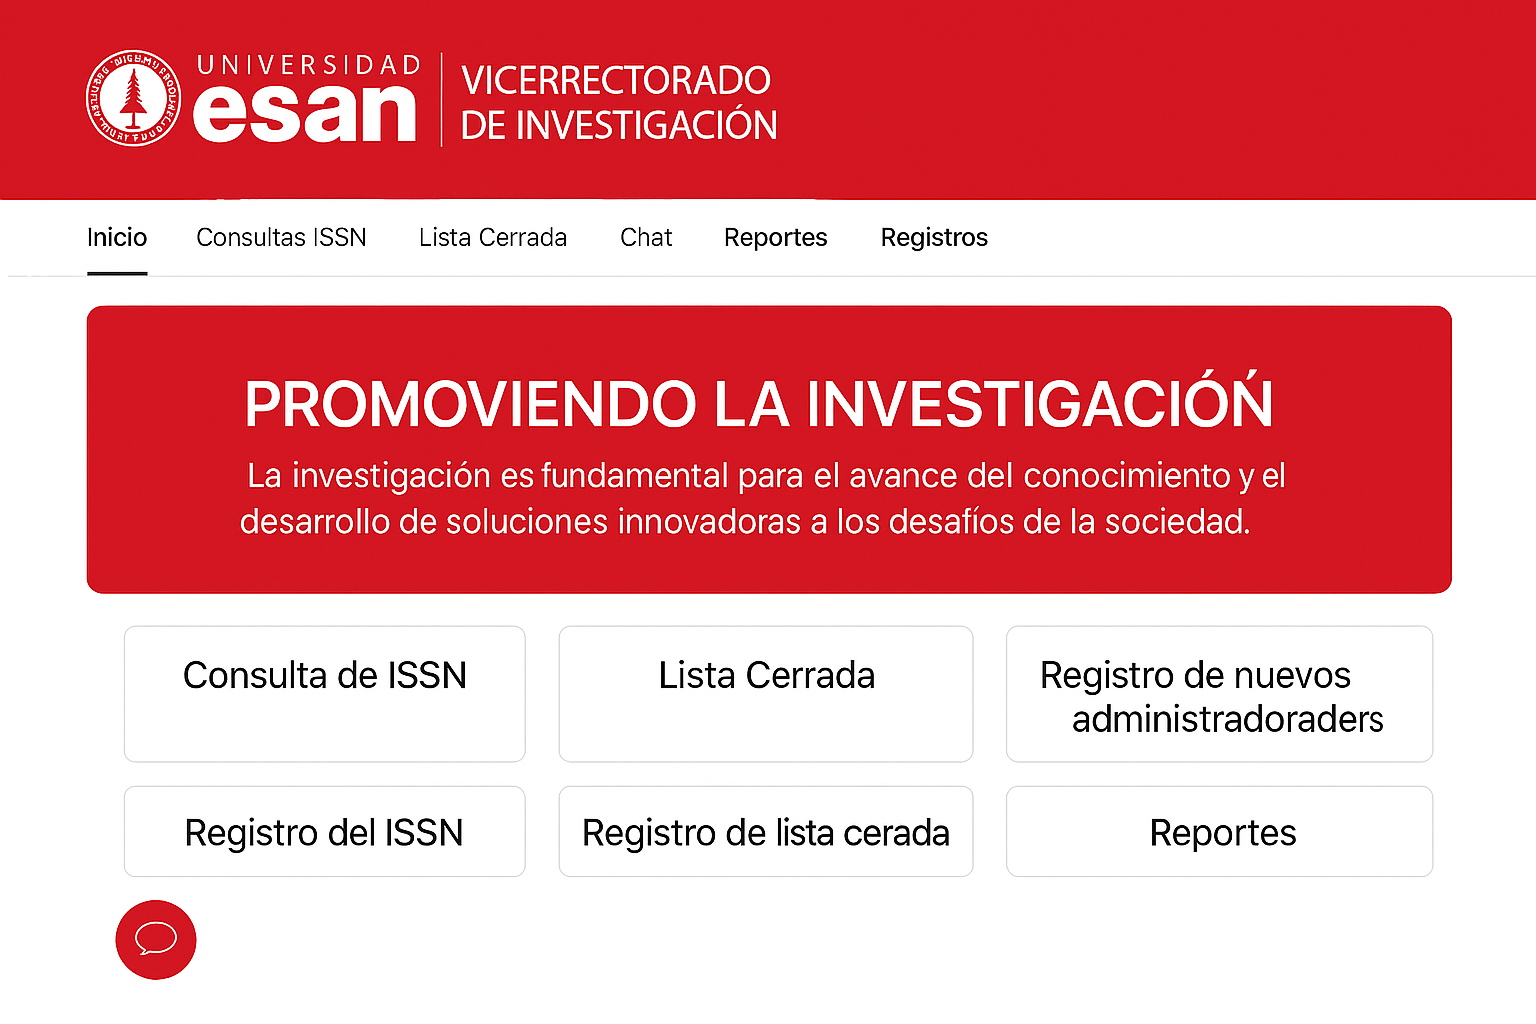 UNIVERSIDAD
esan
VICERRECTORADO
DE INVESTIGACIÓN
Inicio Consultas ISSN Lista Cerrada Chat Reportes Registros
PROMOVIENDO LA INVESTIGACIÓŃ
La investigación es fundamental para el avance del conocimiento y el
desarrollo de soluciones innovadoras a los desafíos de la sociedad.
Consulta de ISSN
Lista Cerrada
Registro de nuevos
administradoraders
Registro del ISSN
Registro de lista cerada
Reportes